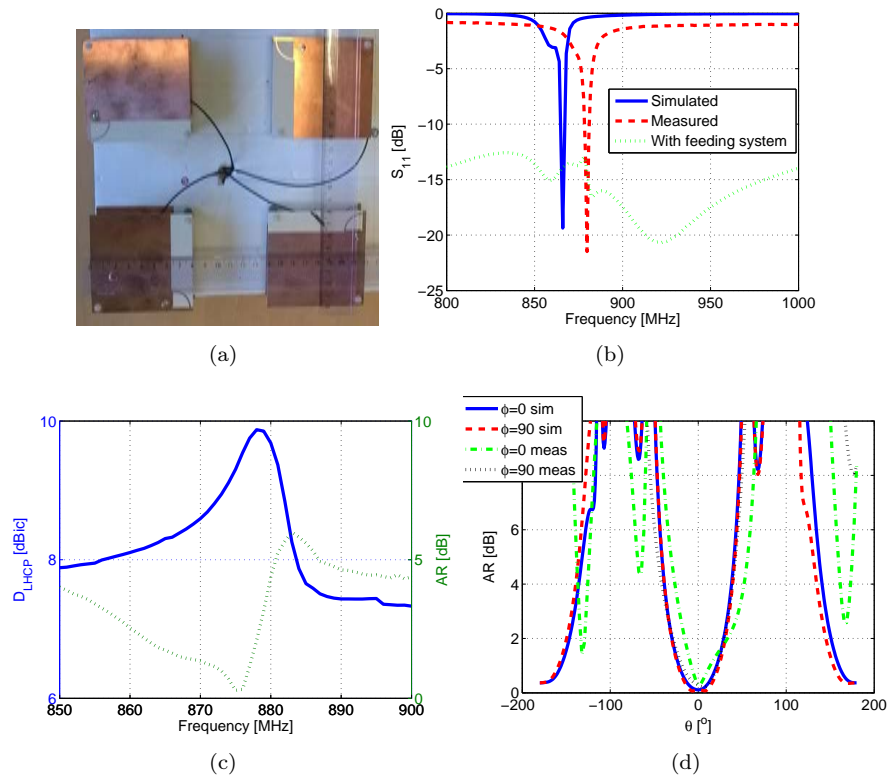 0
−5
−10
−15
−20
−25
800
850
900
950
1000
S11 [dB]
Frequency [MHz]
Simulated
Measured
With feeding system
(a)
(b)
10
8
6
10
5
0
850
860
870
880
890
900
DLHCP [dBic]
AR [dB]
Frequency [MHz]
(c)
ϕ=0 sim
ϕ=90 sim
ϕ=0 meas
ϕ=90 meas
6
4
2
0
−200
−100
0
100
200
AR [dB]
θ [°]
(d)